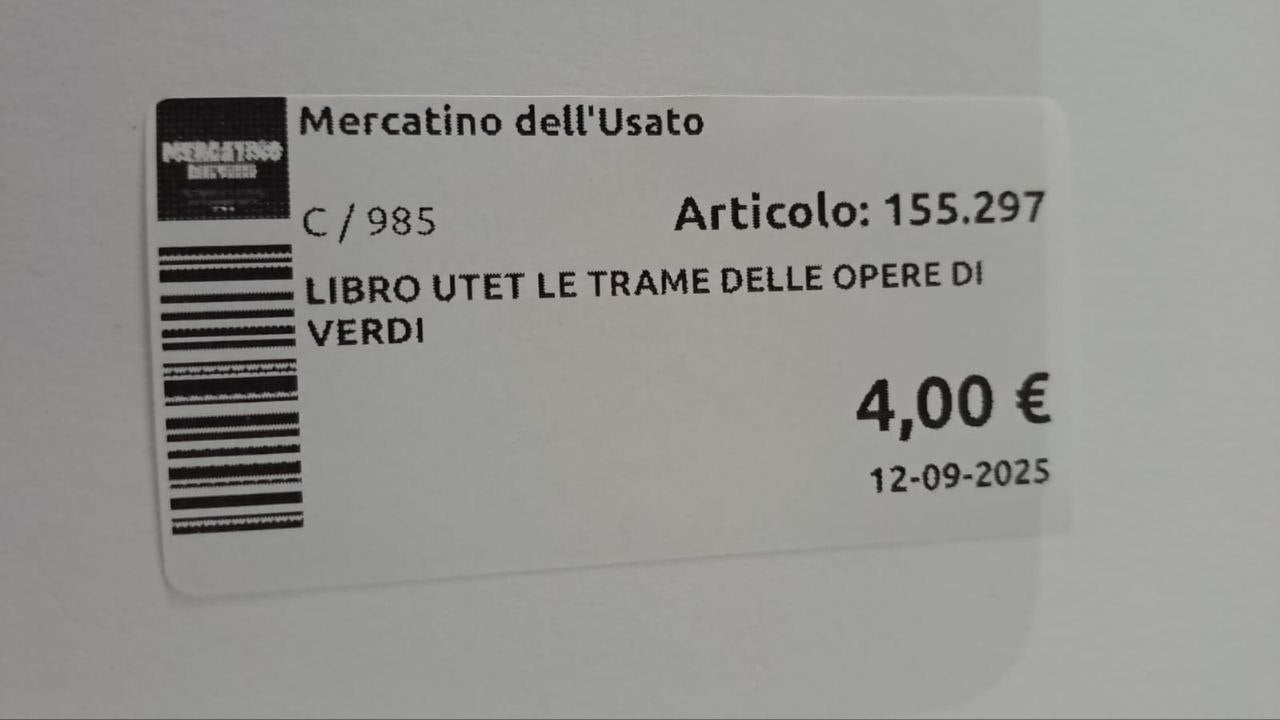 Mercatino dell'Usato
MERCATINO
C / 985
Articolo: 155.297
LIBRO UTET LE TRAME DELLE OPERE DI
VERDI
4,00 €
12-09-2025